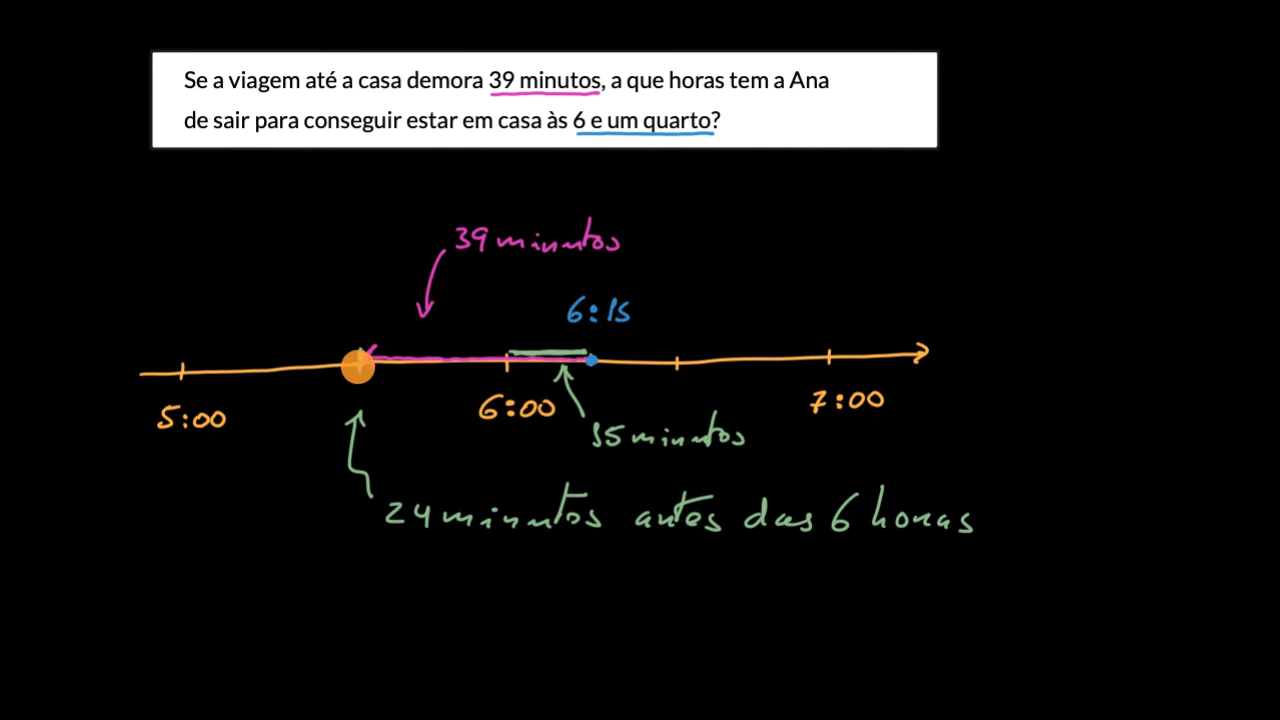 Se a viagem até a casa demora 39 minutos, a que horas tem a Ana
de sair para conseguir estar em casa às 6 e um quarto?
39 minutos
6:15
5:00
6:00
7:00
15 minutos
24 minutos antes das 6 horas